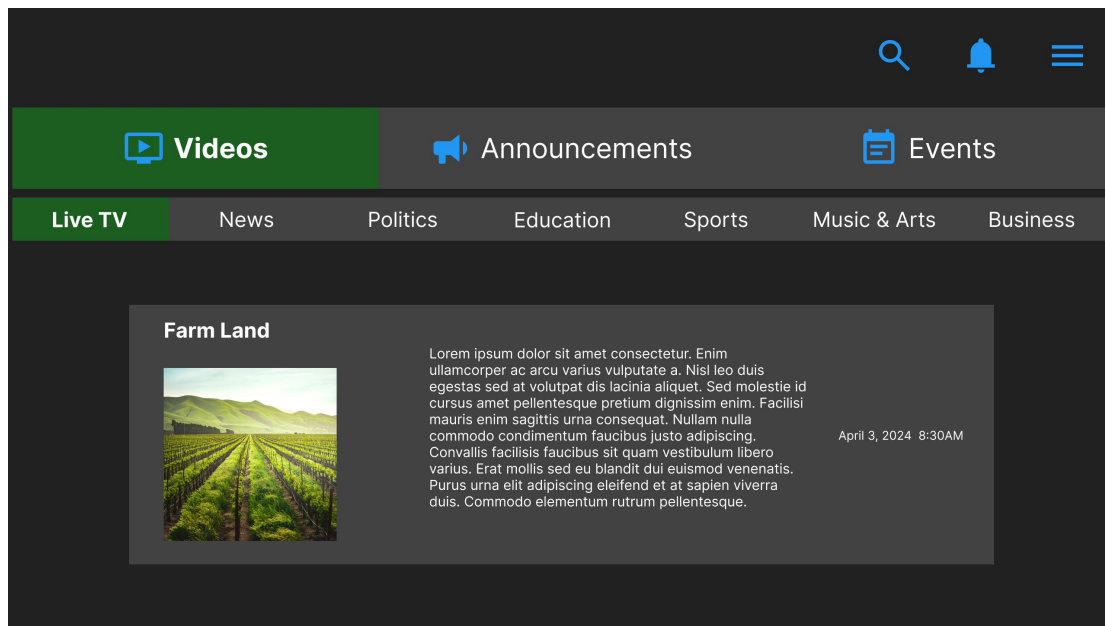 Videos
Announcements
Events
Live TV
News
Politics
Education
Sports
Music & Arts
Business
Farm Land
Lorem ipsum dolor sit amet consectetur. Enim
ullamcorper ac arcu varius vulputate a. Nisl leo duis
egestas sed at volutpat dis lacinia aliquet. Sed molestie id
cursus amet pellentesque pretium dignissim enim. Facilisi
mauris enim sagittis urna consequat. Nullam nulla
commodo condimentum faucibus justo adipiscing.
Convallis facilisis faucibus sit quam vestibulum libero
varius. Erat mollis sed eu blandit dui euismod venenatis.
Purus urna elit adipiscing eleifend et at sapien viverra
duis. Commodo elementum rutrum pellentesque.
April 3, 2024 8:30AM